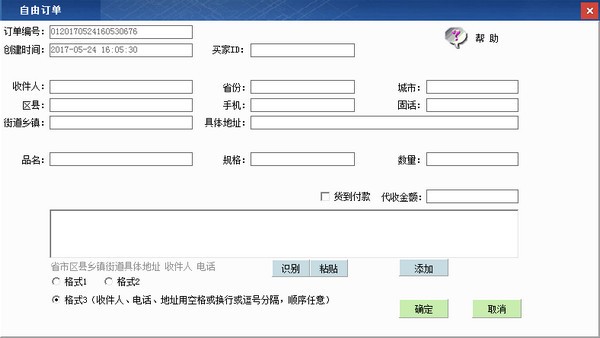 自由订单
订单编号: 0120170524160530676
帮 助
创建时间: 2017-05-24 16:05:30 买家ID:
收件人: 省份: 城市:
区县: 手机: 固话:
街道乡镇: 具体地址:
品名: 规格: 数量:
货到付款 代收金额:
省市区县乡镇街道具体地址 收件人 电话 识别 粘贴 添加
格式1 格式2
格式3（收件人、电话、地址用空格或换行或逗号分隔，顺序任意） 确定 取消